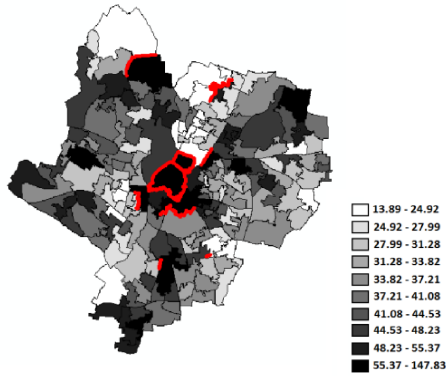 13.89 - 24.92
24.92 - 27.99
27.99 - 31.28
31.28 - 33.82
33.82 - 37.21
37.21 - 41.08
41.08 - 44.53
44.53 - 48.23
48.23 - 55.37
55.37 - 147.83